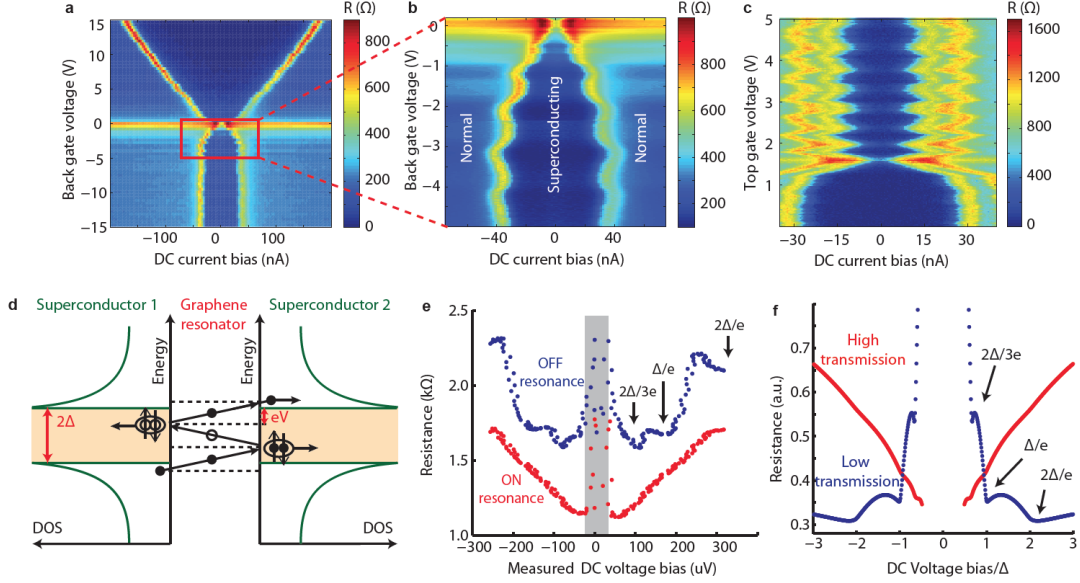 a
R (Ω)
15
10
5
0
−5
−10
15
Back gate voltage (V)
−100
0
100
DC current bias (nA)
800
600
400
200
0
b
R (Ω)
0
−1
−2
−3
−4
Back gate voltage (V)
Normal
Superconducting
Normal
−40
0
40
DC current bias (nA)
800
600
400
200
c
R (Ω)
5
4
3
2
1
Top gate voltage (V)
−35
−15
0
15
35
DC current bias (nA)
1600
1200
800
400
0
d
Superconductor 1
Graphene
resonator
Superconductor 2
Energy
Energy
2Δ
eV
DOS
DOS
e
2.5
2.0
1.5
1.0
Resistance (kΩ)
OFF
resonance
ON
resonance
2Δ/3e
Δ/e
2Δ/e
−300
−200
−100
0
100
200
300
Measured DC voltage bias (uV)
f
0.7
0.6
0.5
0.4
0.3
Resistance (a.u.)
High
transmission
Low
transmission
2Δ/3e
Δ/e
2Δ/e
−3
−2
−1
0
1
2
3
DC Voltage bias/Δ